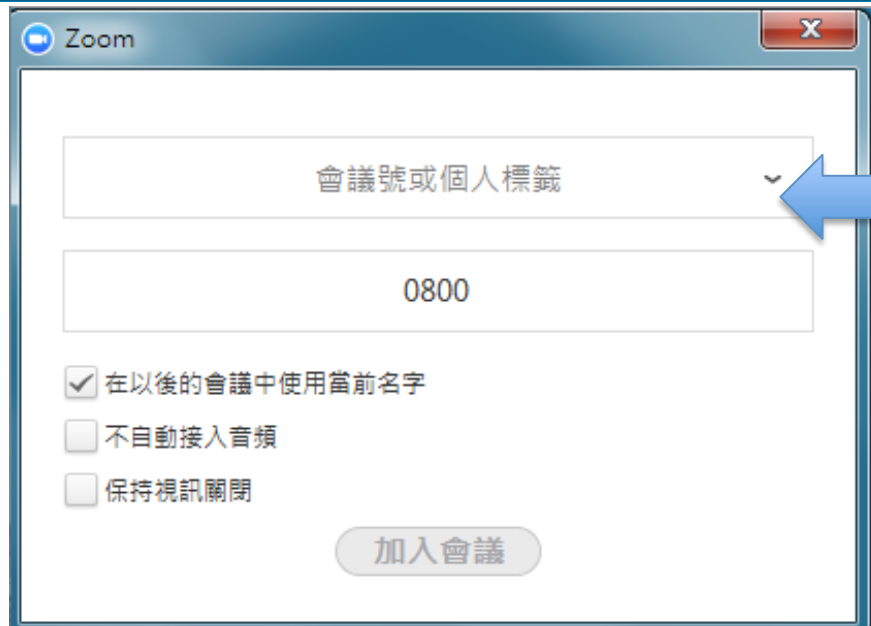 Zoom
會議號或個人標籤
0800
在以後的會議中使用當前名字
不自動接入音頻
保持視訊關閉
加入會議